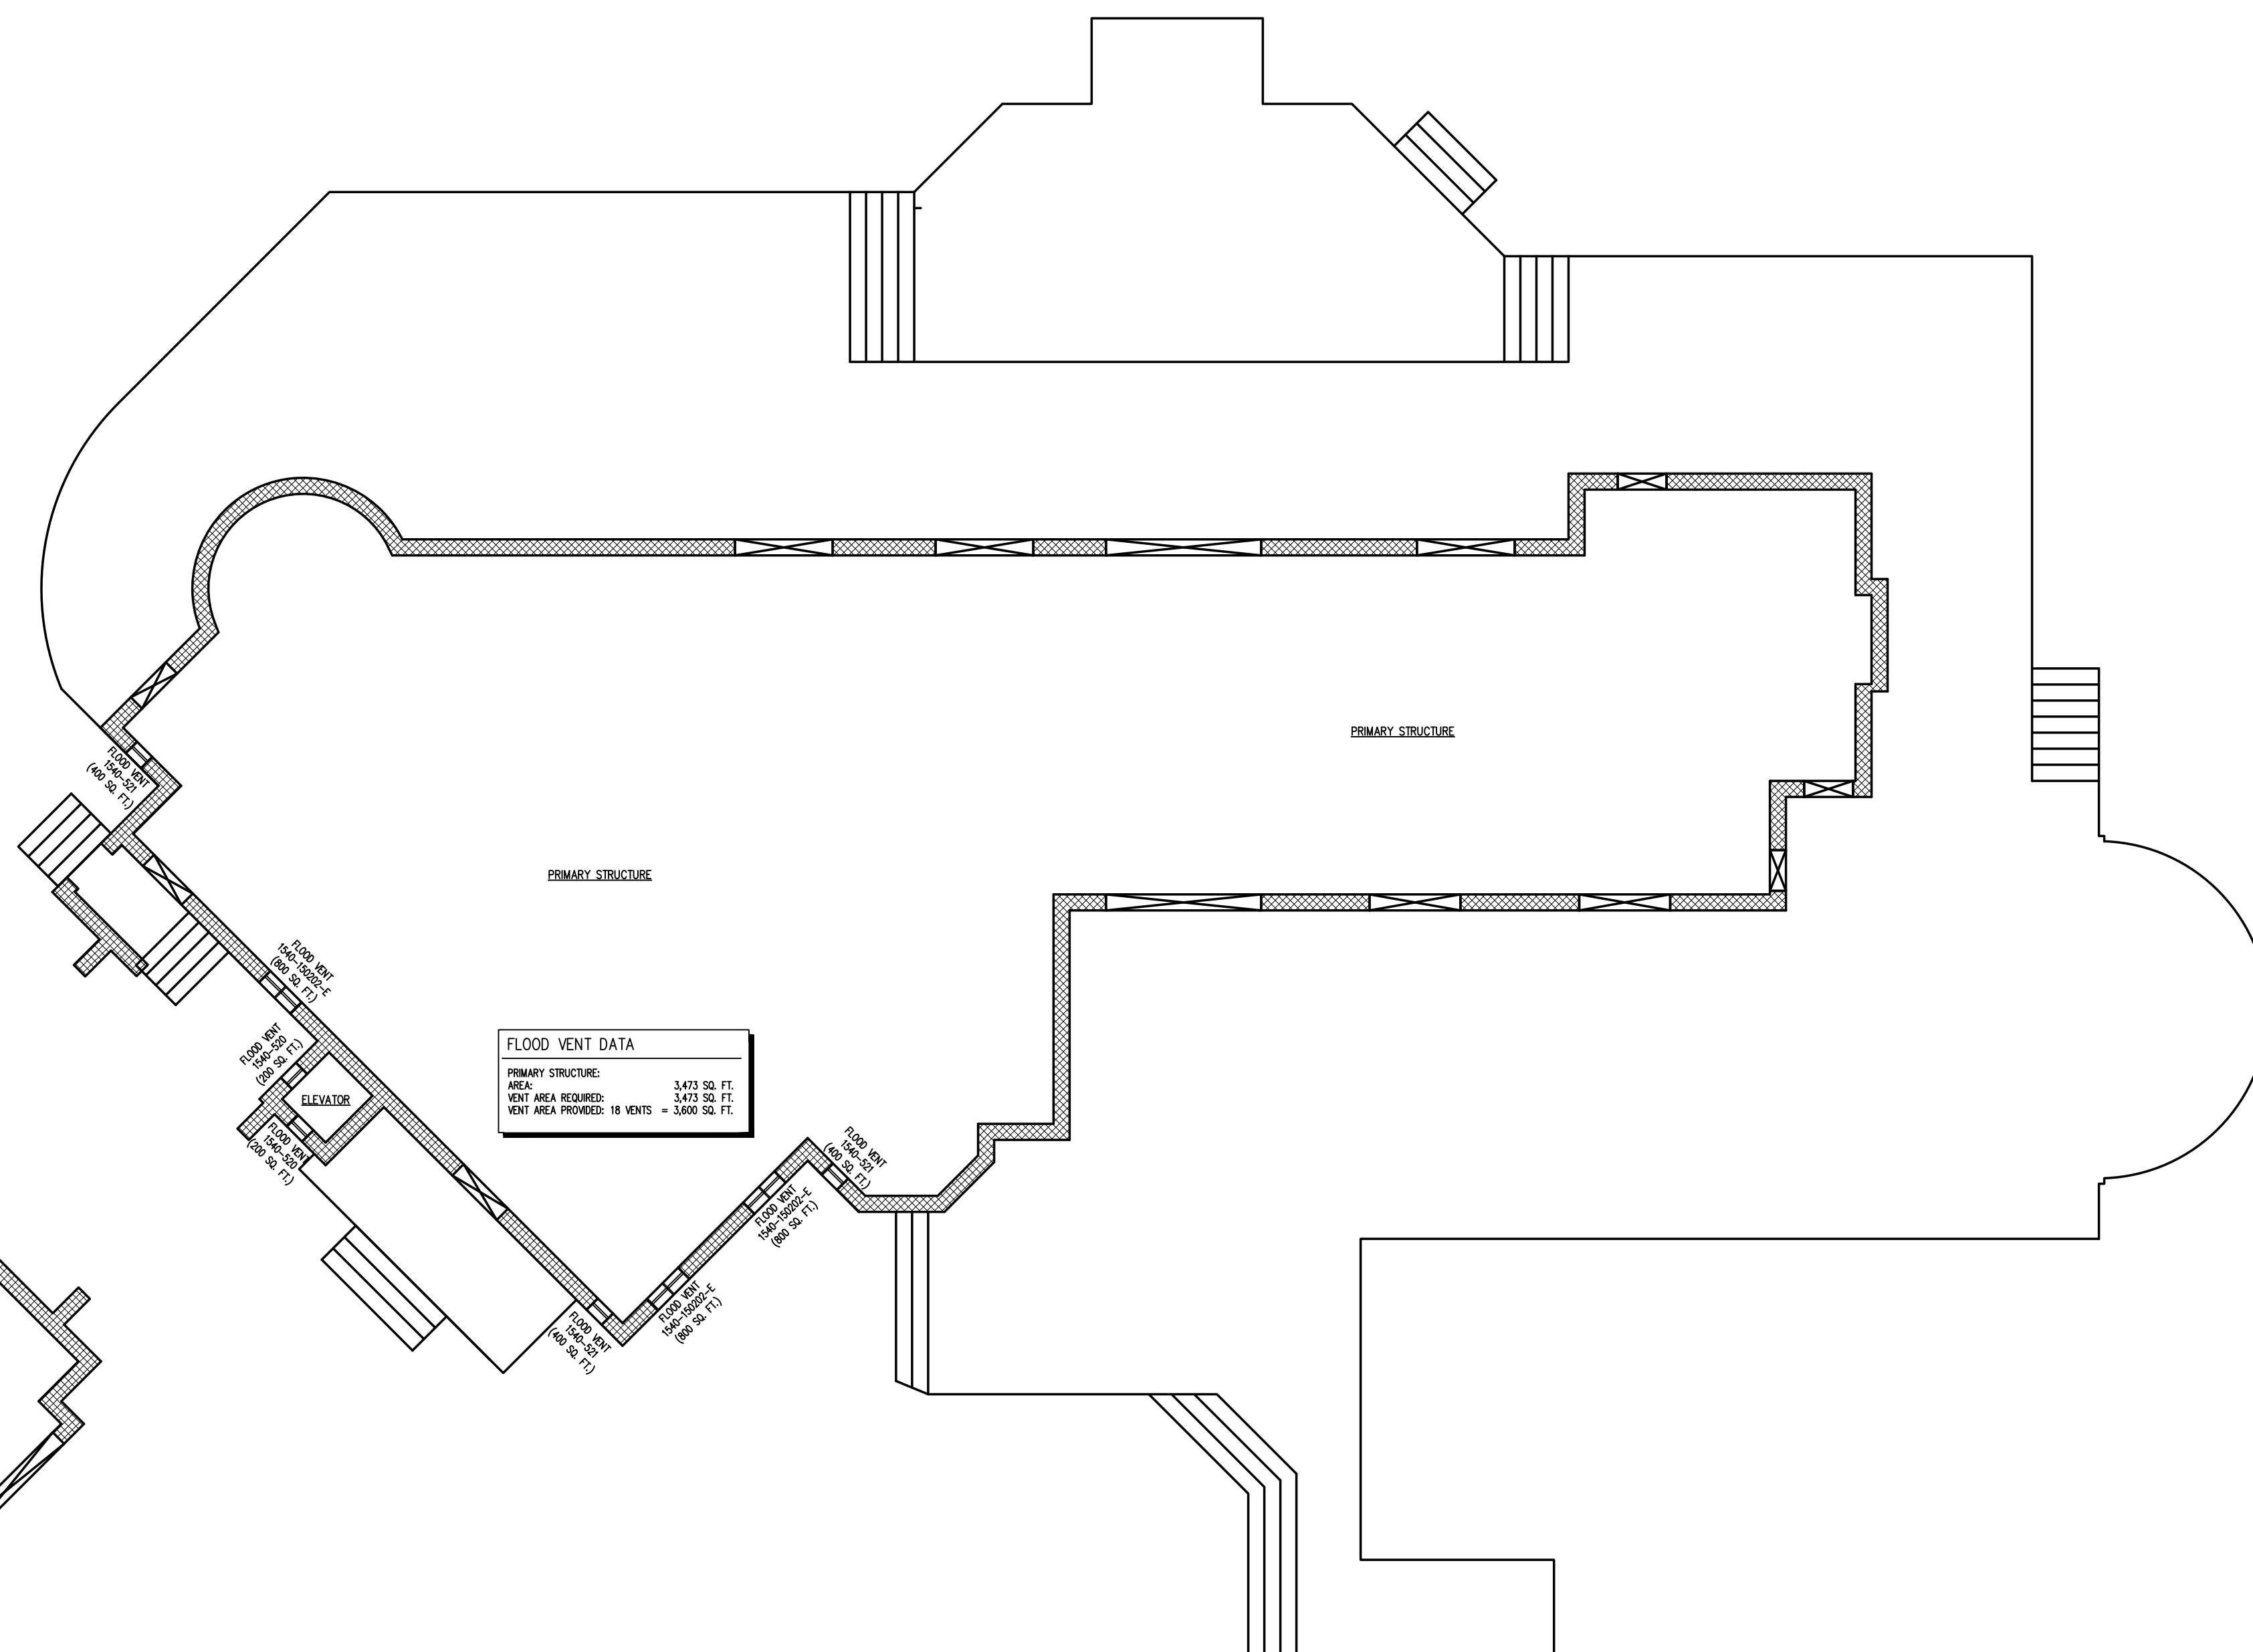 PRIMARY STRUCTURE
FLOOD VENT
1540-521
(400 SQ. FT.)
PRIMARY STRUCTURE
FLOOD VENT
1540-150202-E
(800 SQ. FT.)
FLOOD VENT
1540-520
(200 SQ. FT.)
ELEVATOR
FLOOD VENT
1540-520
(200 SQ. FT.)
FLOOD VENT DATA
PRIMARY STRUCTURE:
AREA: 3,473 SQ. FT.
VENT AREA REQUIRED: 3,473 SQ. FT.
VENT AREA PROVIDED: 18 VENTS = 3,600 SQ. FT.
FLOOD VENT
1540-521
(400 SQ. FT.)
FLOOD VENT
1540-150202-E
(800 SQ. FT.)
FLOOD VENT
1540-150202-E
(800 SQ. FT.)
FLOOD VENT
1540-521
(400 SQ. FT.)